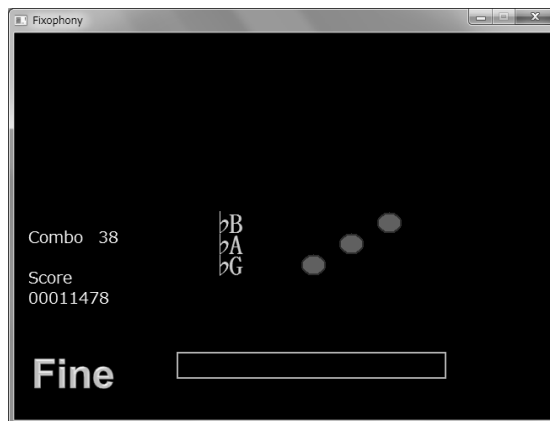 Fixophony
♭B
♭A
♭G
Combo 38
Score
00011478
Fine